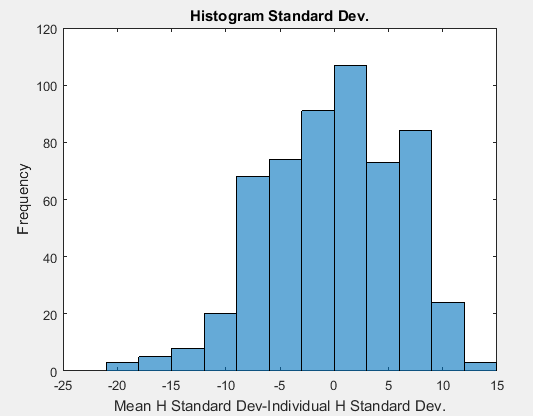 Histogram Standard Dev.
120
100
80
60
40
20
0
Frequency
-25 -20 -15 -10 -5 0 5 10 15
Mean H Standard Dev-Individual H Standard Dev.